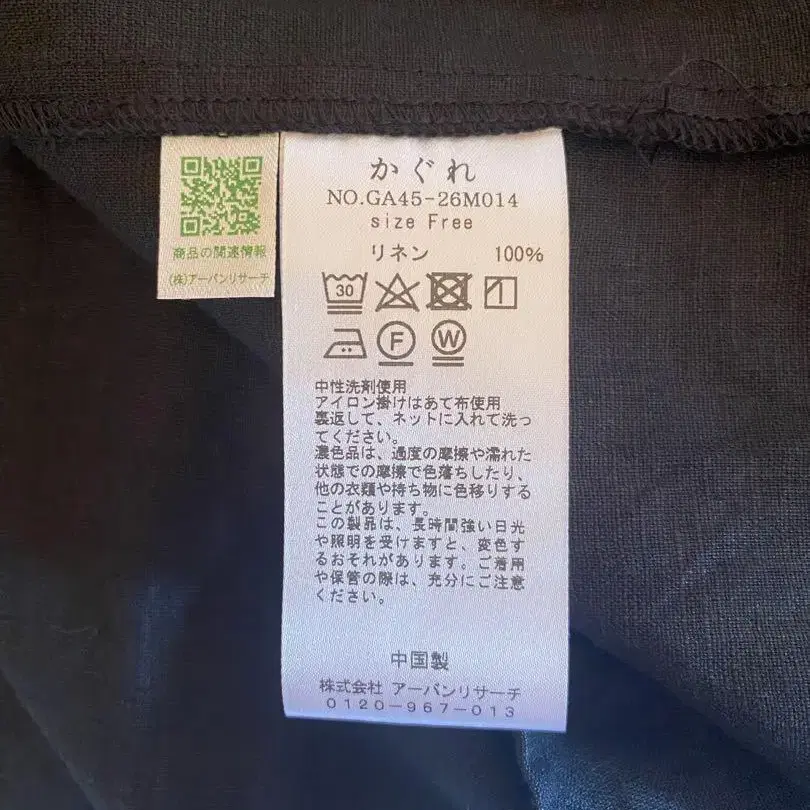 商品の関連情報
(株)アーバンリサーチ
かぐれ
NO.GA45-26M014
size Free
リネン 100%
30
F W
中性洗剤使用
アイロン掛けはあて布使用
裏返して、ネットに入れて洗っ
てください。
濃色品は、過度の摩擦や濡れた
状態での摩擦で色落ちしたり、
他の衣類や持ち物に色移りする
ことがあります。
この製品は、長時間強い日光
や照明を受けますと、変色す
るおそれがあります。ご着用
や保管の際は、充分にご注意
ください。
中国製
株式会社 アーバンリサーチ
0120-967-013